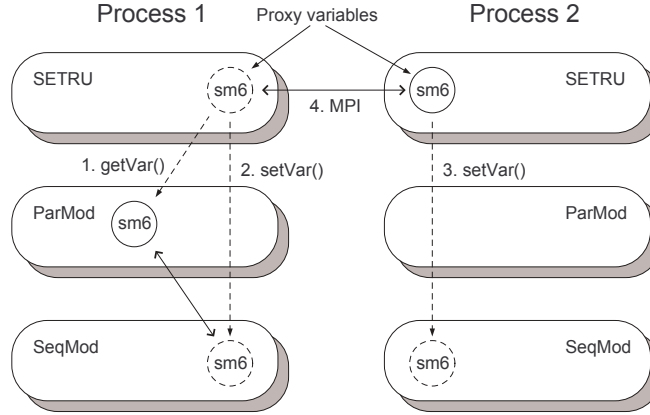 Process 1
Proxy variables
Process 2
SETRU
sm6
sm6
SETRU
4. MPI
1. getVar()
2. setVar()
3. setVar()
ParMod
sm6
ParMod
SeqMod
sm6
sm6
SeqMod